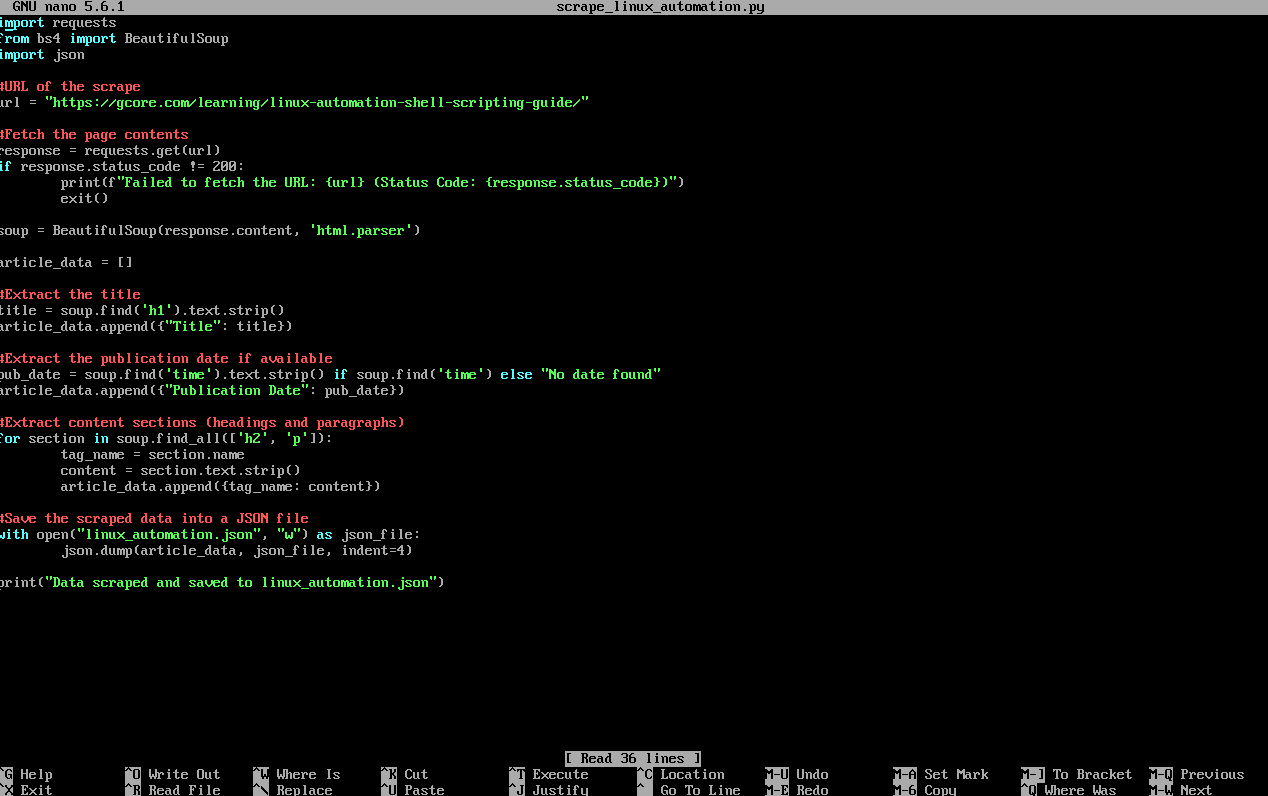 GNU nano 5.6.1 scrape_linux_automation.py
import requests
from bs4 import BeautifulSoup
import json
#URL of the scrape
url = "https://gcore.com/learning/linux-automation-shell-scripting-guide/"
#Fetch the page contents
response = requests.get(url)
if response.status_code != 200:
print(f"Failed to fetch the URL: {url} (Status Code: {response.status_code})")
exit()
soup = BeautifulSoup(response.content, 'html.parser')
article_data = []
#Extract the title
title = soup.find('h1').text.strip()
article_data.append({"Title": title})
#Extract the publication date if available
pub_date = soup.find('time').text.strip() if soup.find('time') else "No date found"
article_data.append({"Publication Date": pub_date})
#Extract content sections (headings and paragraphs)
for section in soup.find_all(['h2', 'p']):
tag_name = section.name
content = section.text.strip()
article_data.append({tag_name: content})
#Save the scraped data into a JSON file
with open("linux_automation.json", "w") as json_file:
json.dump(article_data, json_file, indent=4)
print("Data scraped and saved to linux_automation.json")
[ Read 36 lines ]
^G Help ^O Write Out ^W Where Is ^K Cut ^T Execute ^C Location M-U Undo M-A Set Mark M-] To Bracket M-Q Previous
^X Exit ^R Read File ^\ Replace ^U Paste ^J Justify ^_ Go To Line M-E Redo M-6 Copy ^Q Where Was M-W Next